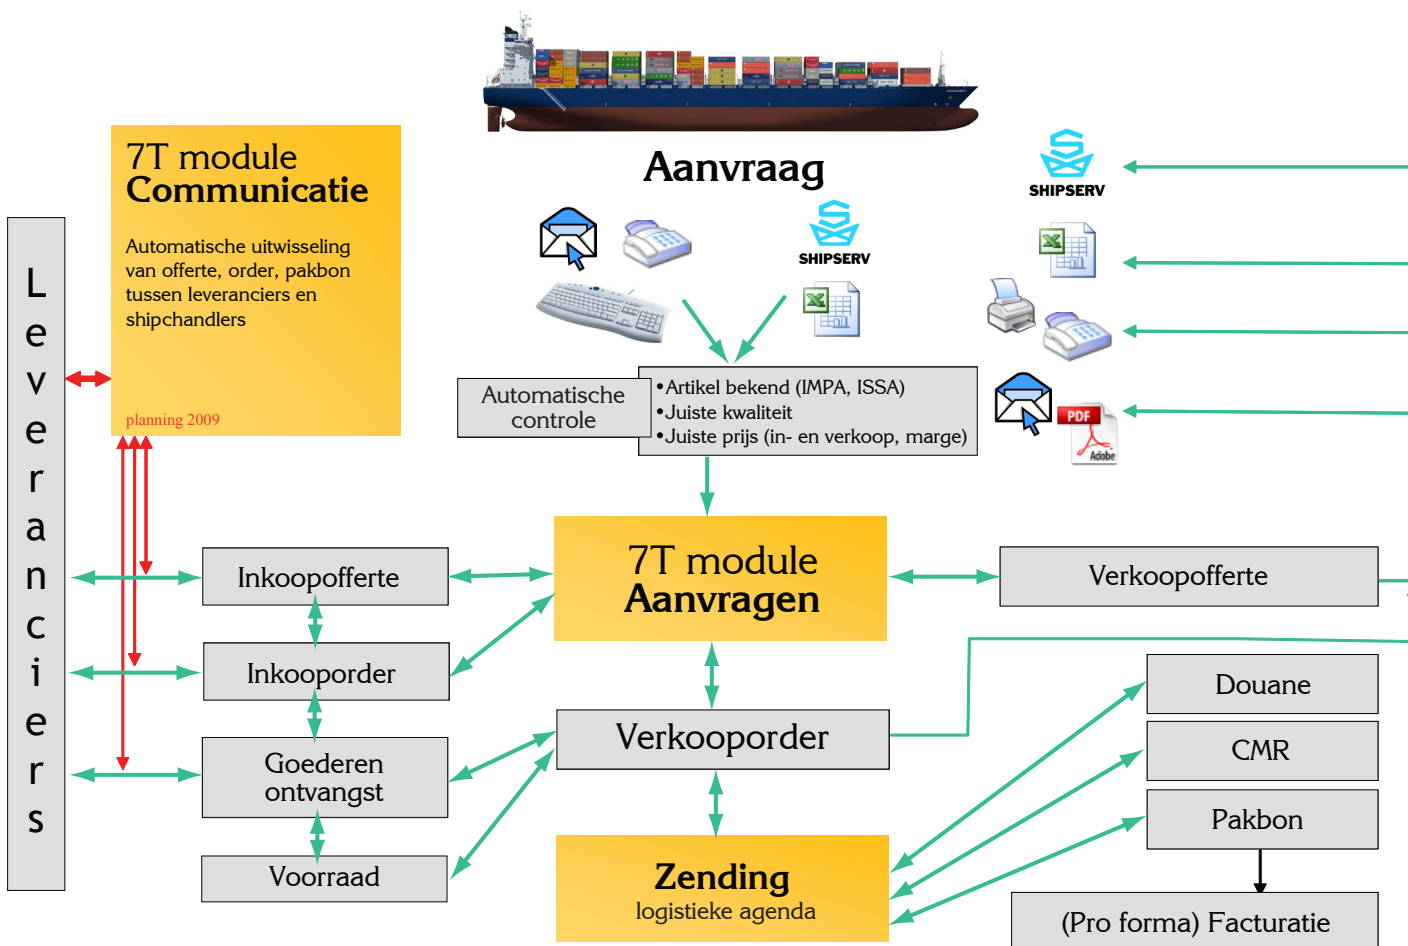 Aanvraag
7T module
Communicatie
Automatische uitwisseling
van offerte, order, pakbon
tussen leveranciers en
shipchandlers
planning 2009
Leveranciers
SHIPSERV
SHIPSERV
PDF
Adobe
Automatische
controle
•Artikel bekend (IMPA, ISSA)
•Juiste kwaliteit
•Juiste prijs (in- en verkoop, marge)
7T module
Aanvragen
Inkoopofferte
Verkoopofferte
Inkooporder
Verkooporder
Goederen
ontvangst
Voorraad
Zending
logistieke agenda
Douane
CMR
Pakbon
(Pro forma) Facturatie